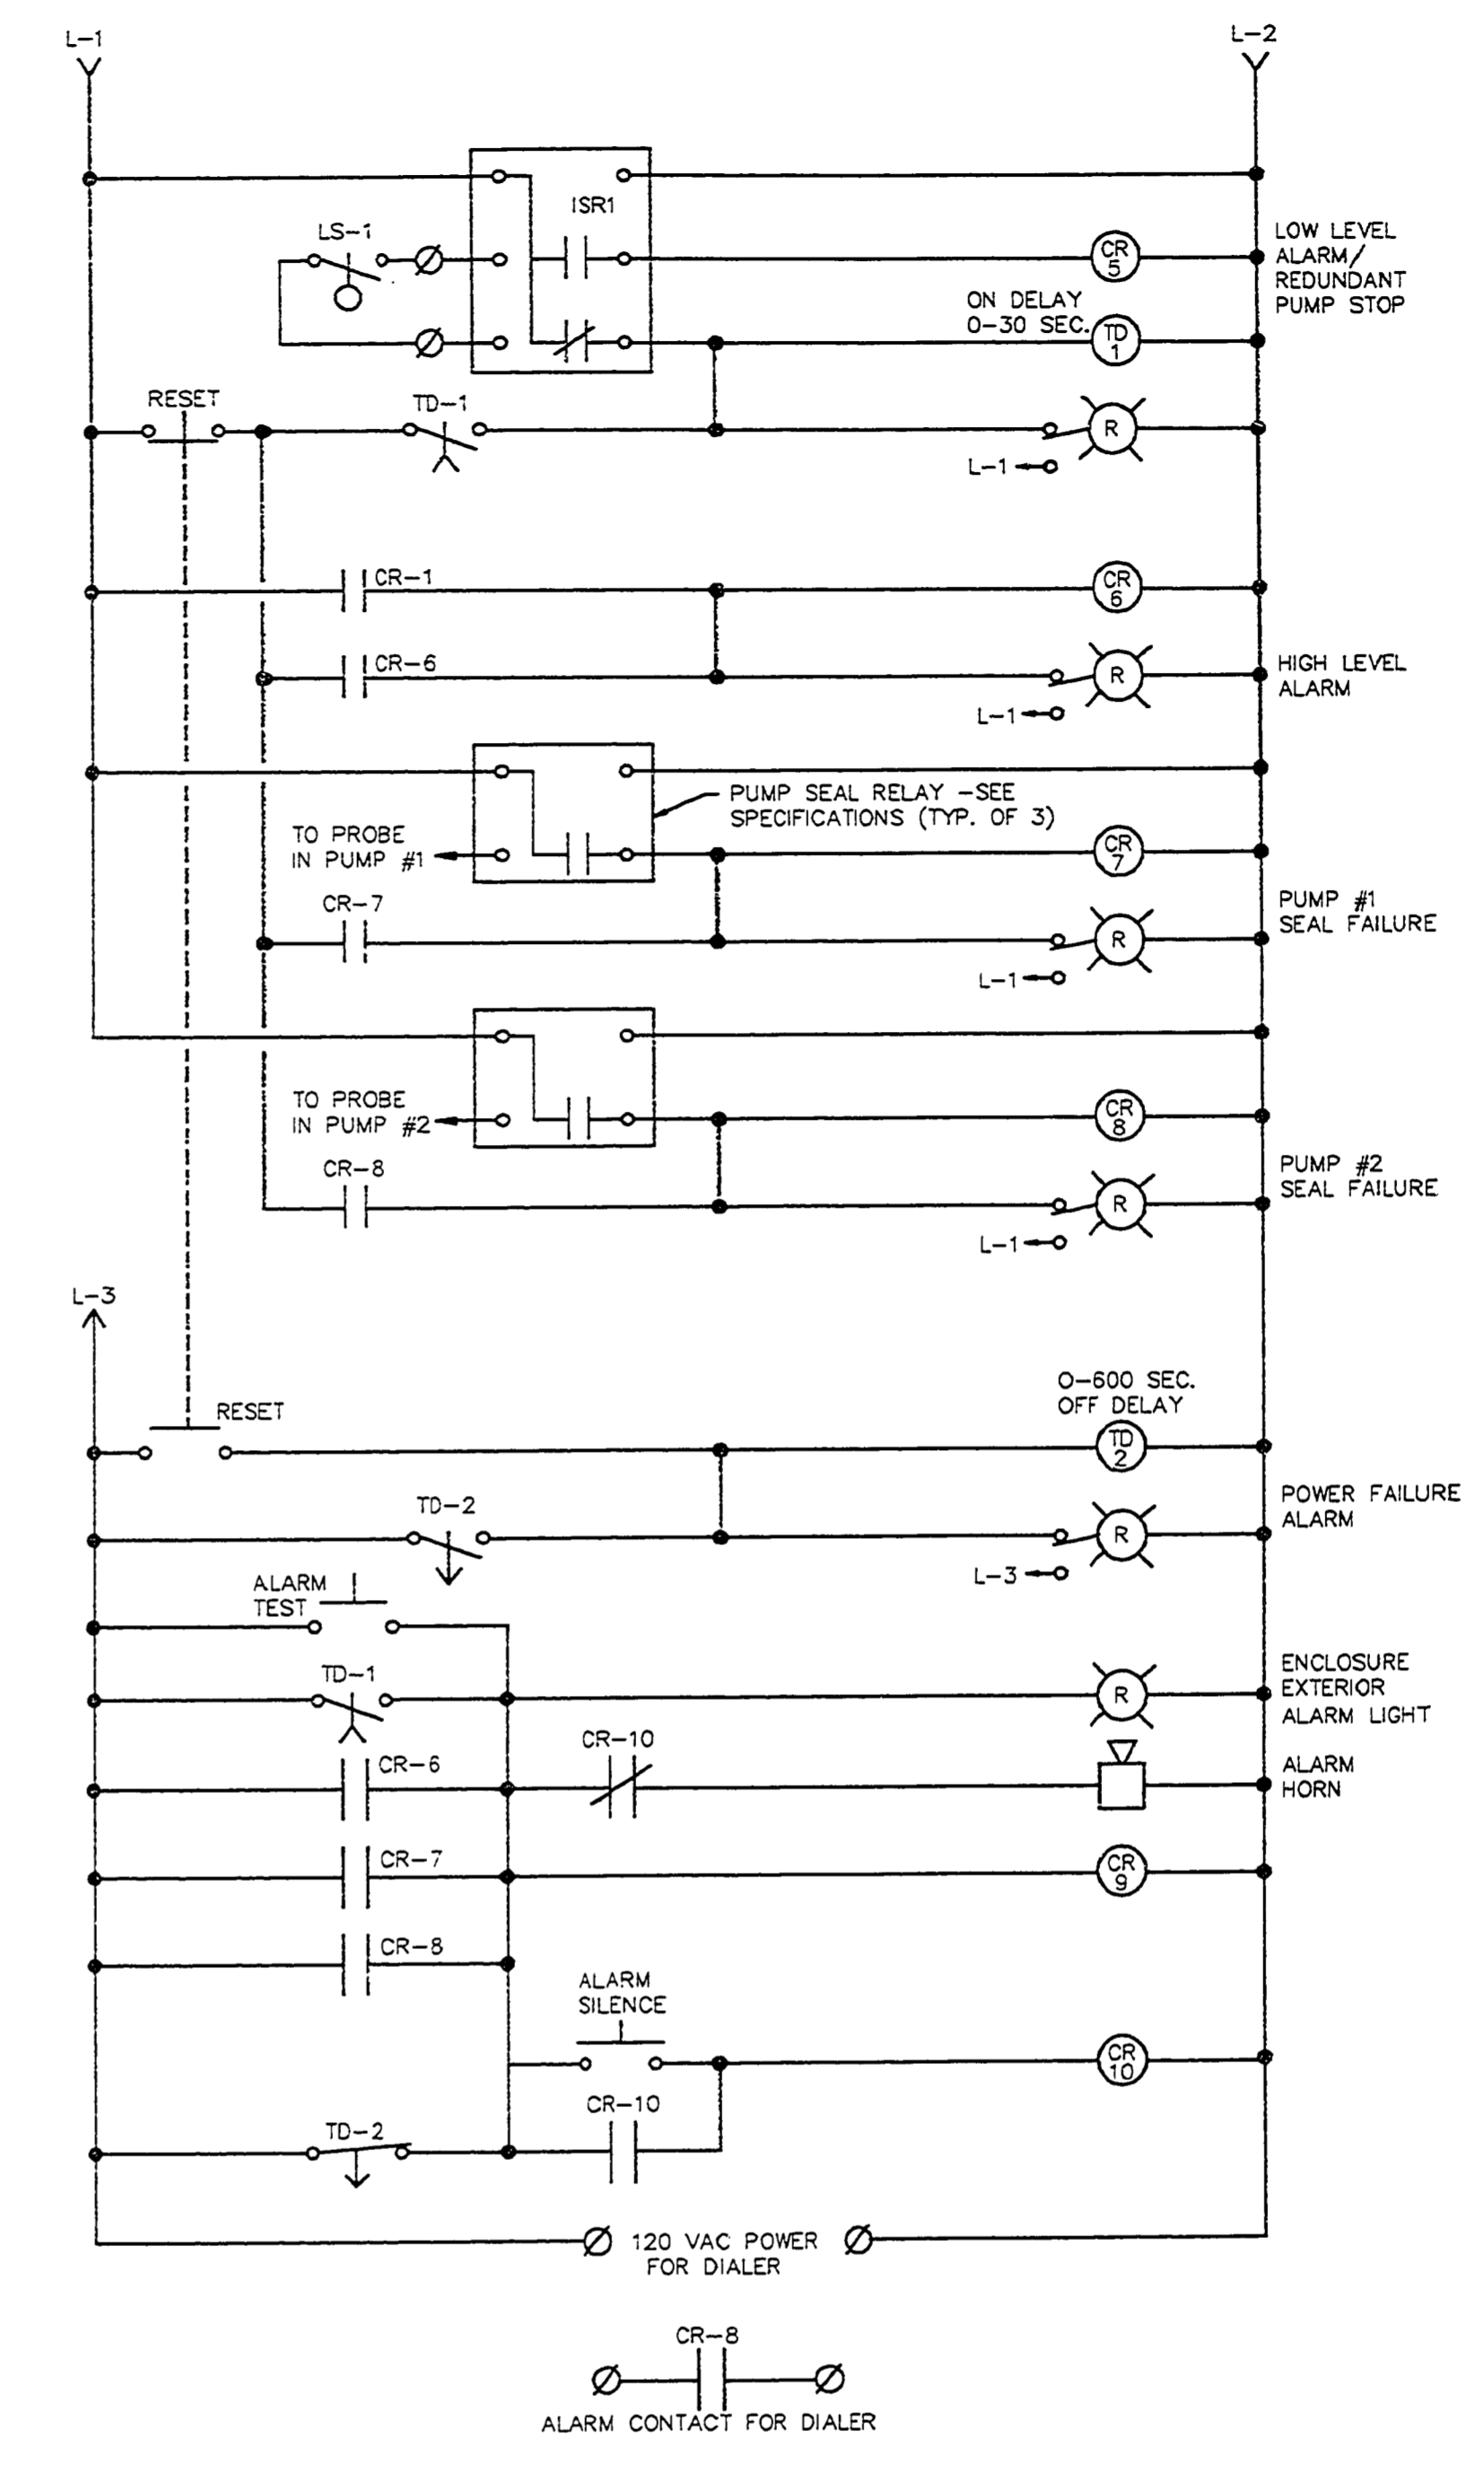 L-1
L-2
ISR1
LS-1
CR
5
LOW LEVEL
ALARM/
REDUNDANT
PUMP STOP
ON DELAY
0-30 SEC.
TD
1
RESET
TD-1
R
L-1
CR-1
CR
6
CR-6
R
HIGH LEVEL
ALARM
L-1
PUMP SEAL RELAY -SEE
SPECIFICATIONS (TYP. OF 3)
TO PROBE
IN PUMP #1
CR
7
CR-7
R
PUMP #1
SEAL FAILURE
L-1
TO PROBE
IN PUMP #2
CR
8
CR-8
R
PUMP #2
SEAL FAILURE
L-1
L-3
RESET
0-600 SEC.
OFF DELAY
TD
2
TD-2
R
POWER FAILURE
ALARM
L-3
ALARM
TEST
TD-1
R
ENCLOSURE
EXTERIOR
ALARM LIGHT
CR-6
CR-10
ALARM
HORN
CR-7
CR
9
CR-8
ALARM
SILENCE
CR
10
CR-10
TD-2
120 VAC POWER
FOR DIALER
CR-8
ALARM CONTACT FOR DIALER